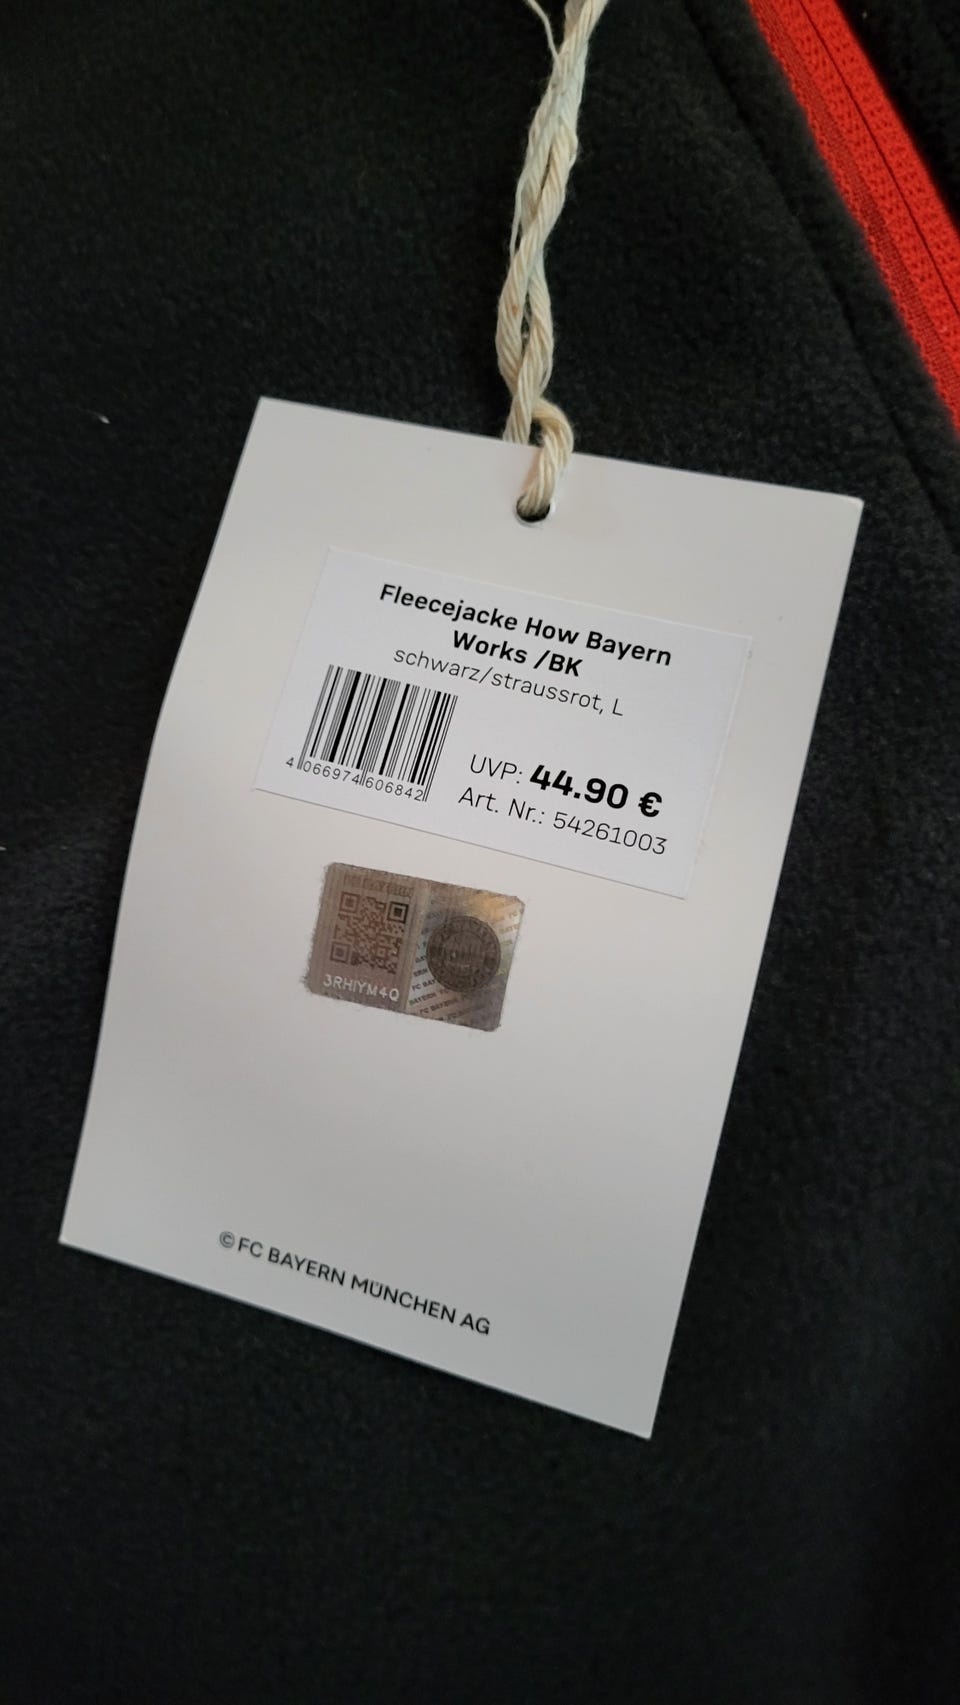 Fleecejacke How Bayern
Works /BK
schwarz/straussrot, L
4 066974 606842
UVP: 44.90 €
Art. Nr.: 54261003
3RHIYM4Q
© FC BAYERN MÜNCHEN AG